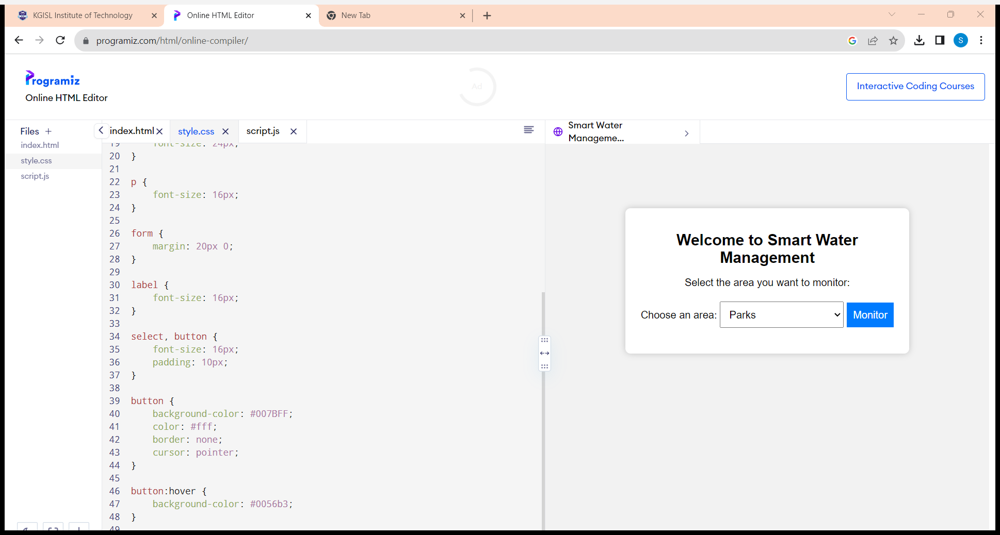 KGISL Institute of Technology
Online HTML Editor
New Tab
programiz.com/html/online-compiler/
S
Programiz
Online HTML Editor
Ad
Interactive Coding Courses
Files
index.html
style.css
script.js
index.html
style.css
script.js
19 font-size: 24px;
20 }
21
22 p {
23 font-size: 16px;
24 }
25
26 form {
27 margin: 20px 0;
28 }
29
30 label {
31 font-size: 16px;
32 }
33
34 select, button {
35 font-size: 16px;
36 padding: 10px;
37 }
38
39 button {
40 background-color: #007BFF;
41 color: #fff;
42 border: none;
43 cursor: pointer;
44 }
45
46 button:hover {
47 background-color: #0056b3;
48 }
49
Smart Water
Manageme...
Welcome to Smart Water
Management
Select the area you want to monitor:
Choose an area: Parks Monitor